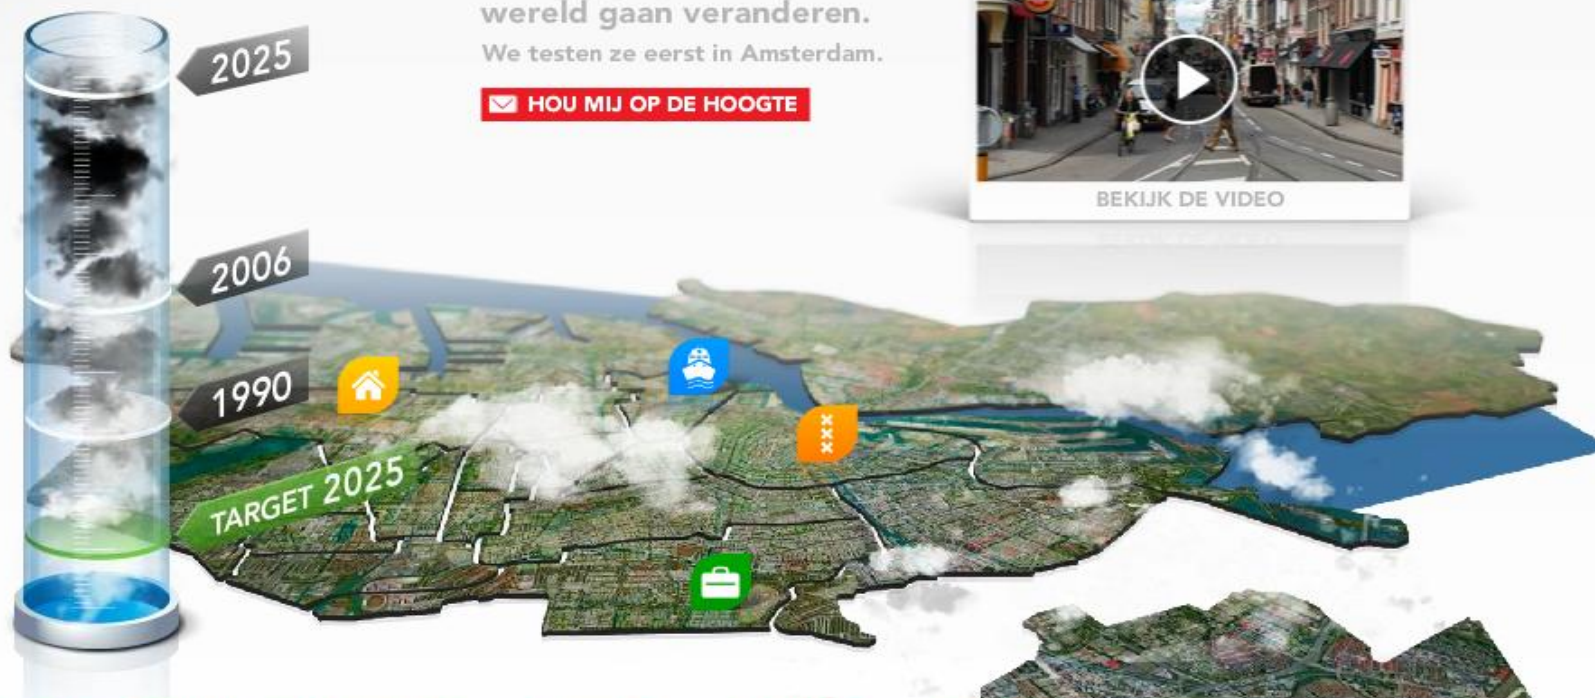 wereld gaan veranderen.
We testen ze eerst in Amsterdam.
HOU MIJ OP DE HOOGTE
BEKIJK DE VIDEO
2025
2006
1990
TARGET 2025